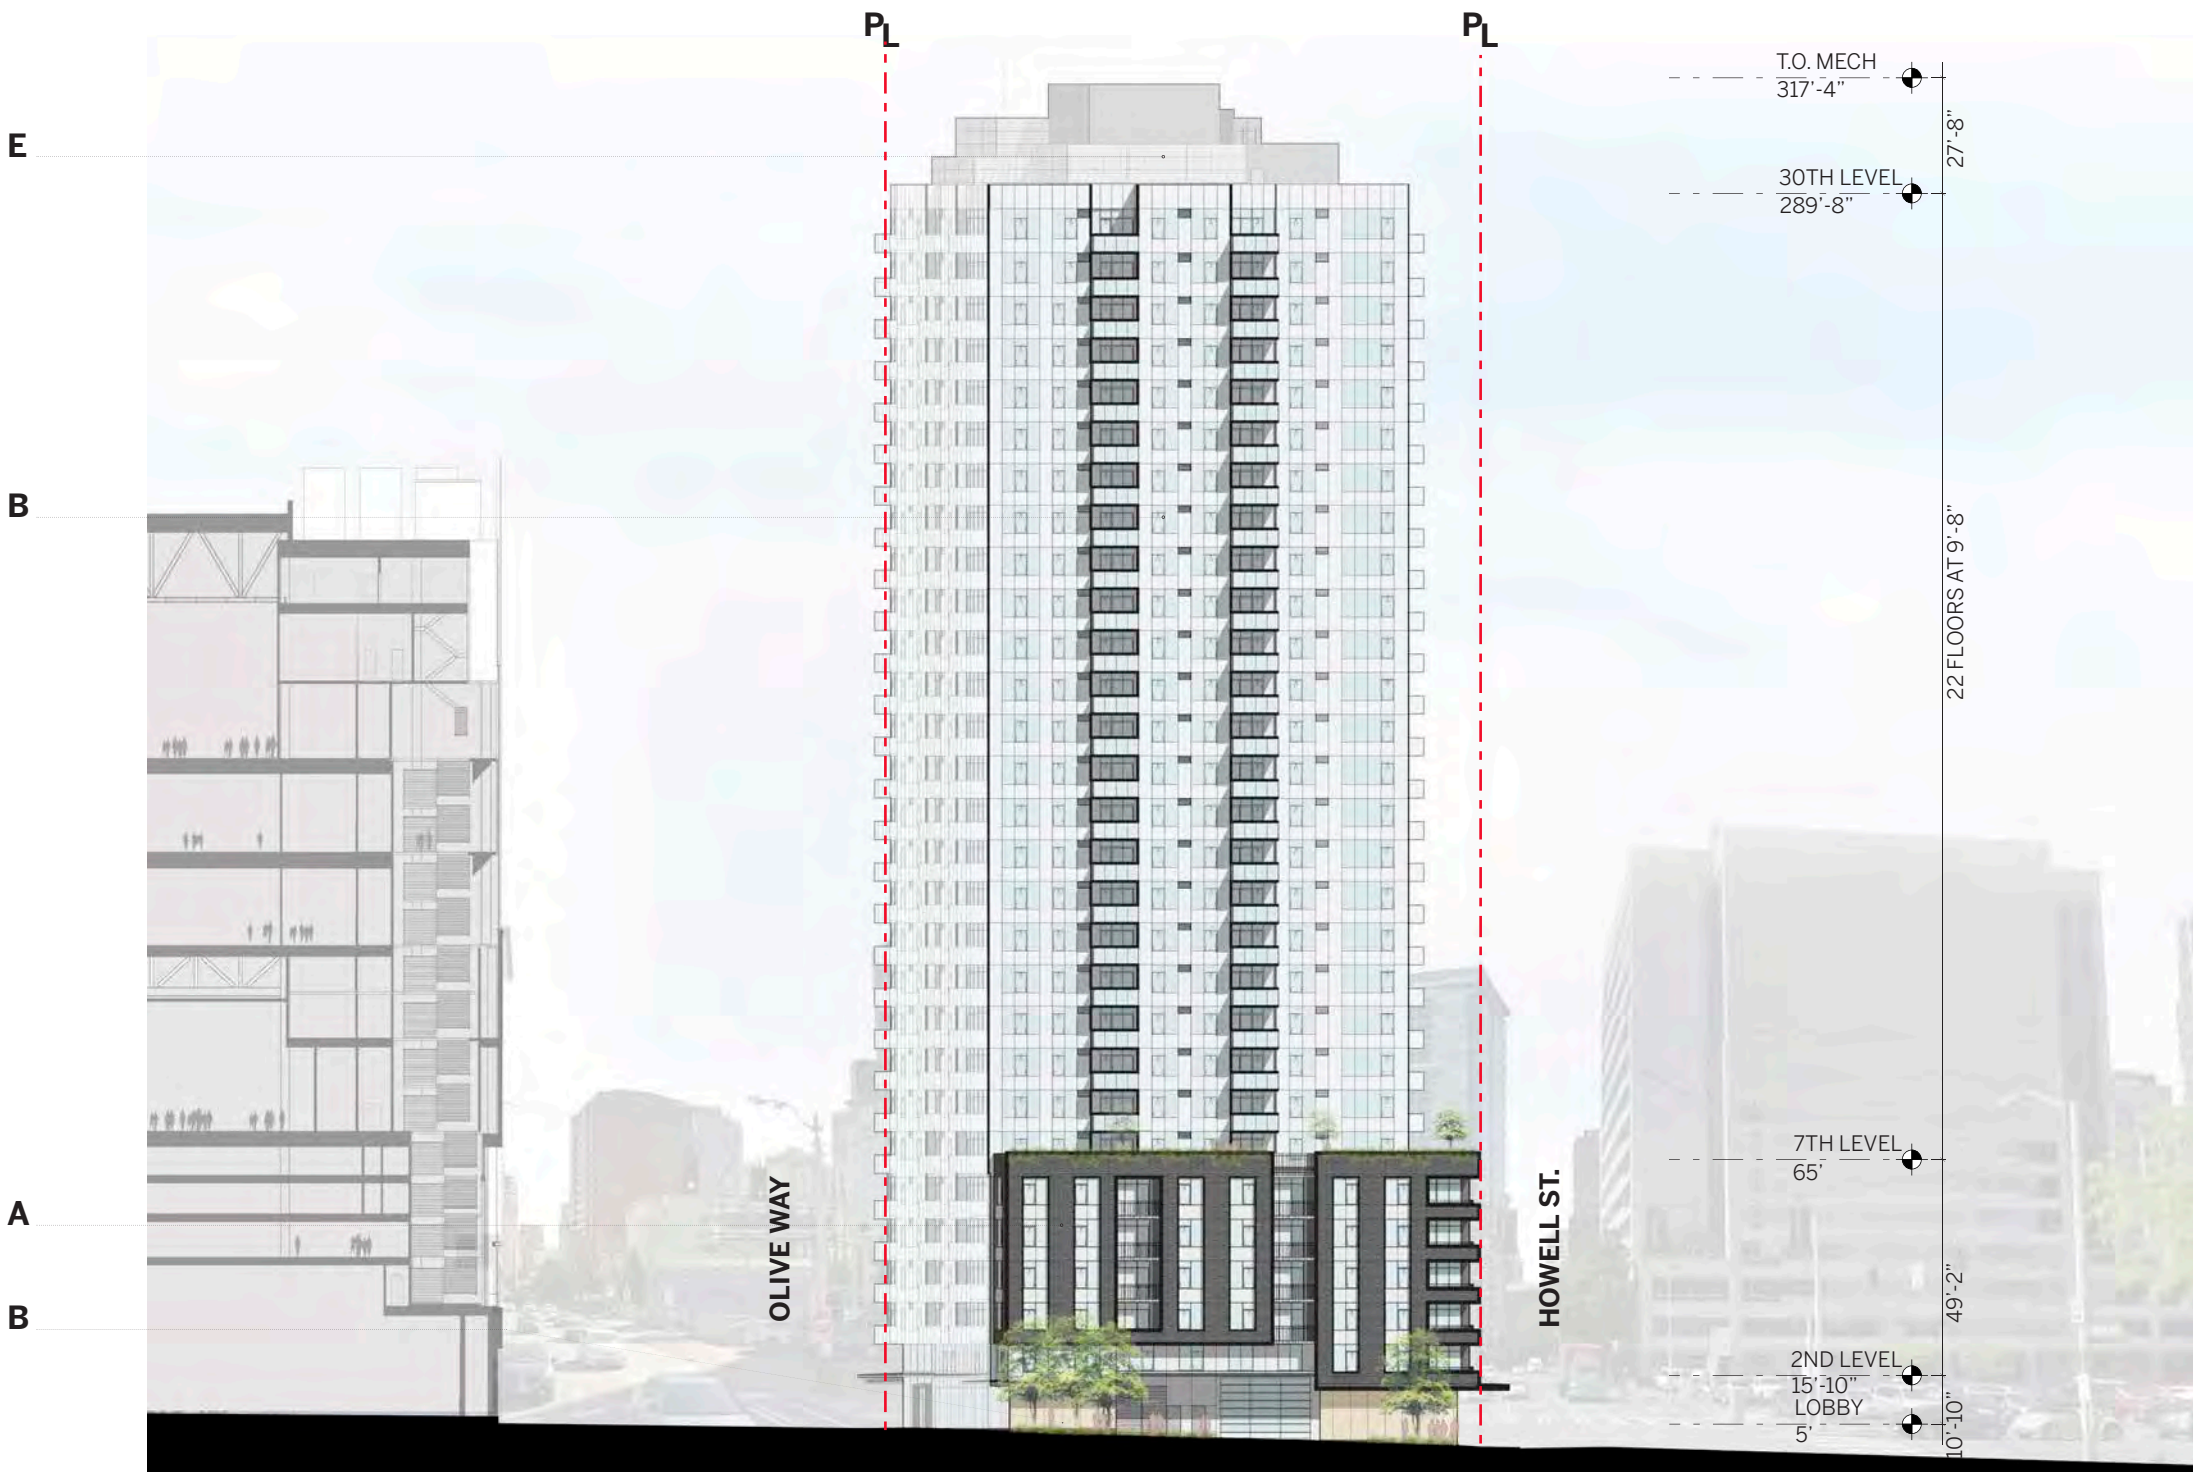 PL
PL
T.O. MECH
317'-4”
27'-8”
E
30TH LEVEL
289'-8”
B
22 FLOORS AT 9'-8”
7TH LEVEL
65'
A
OLIVE WAY
HOWELL ST.
49'-2”
B
2ND LEVEL
15'-10”
LOBBY
5'
10'-10”